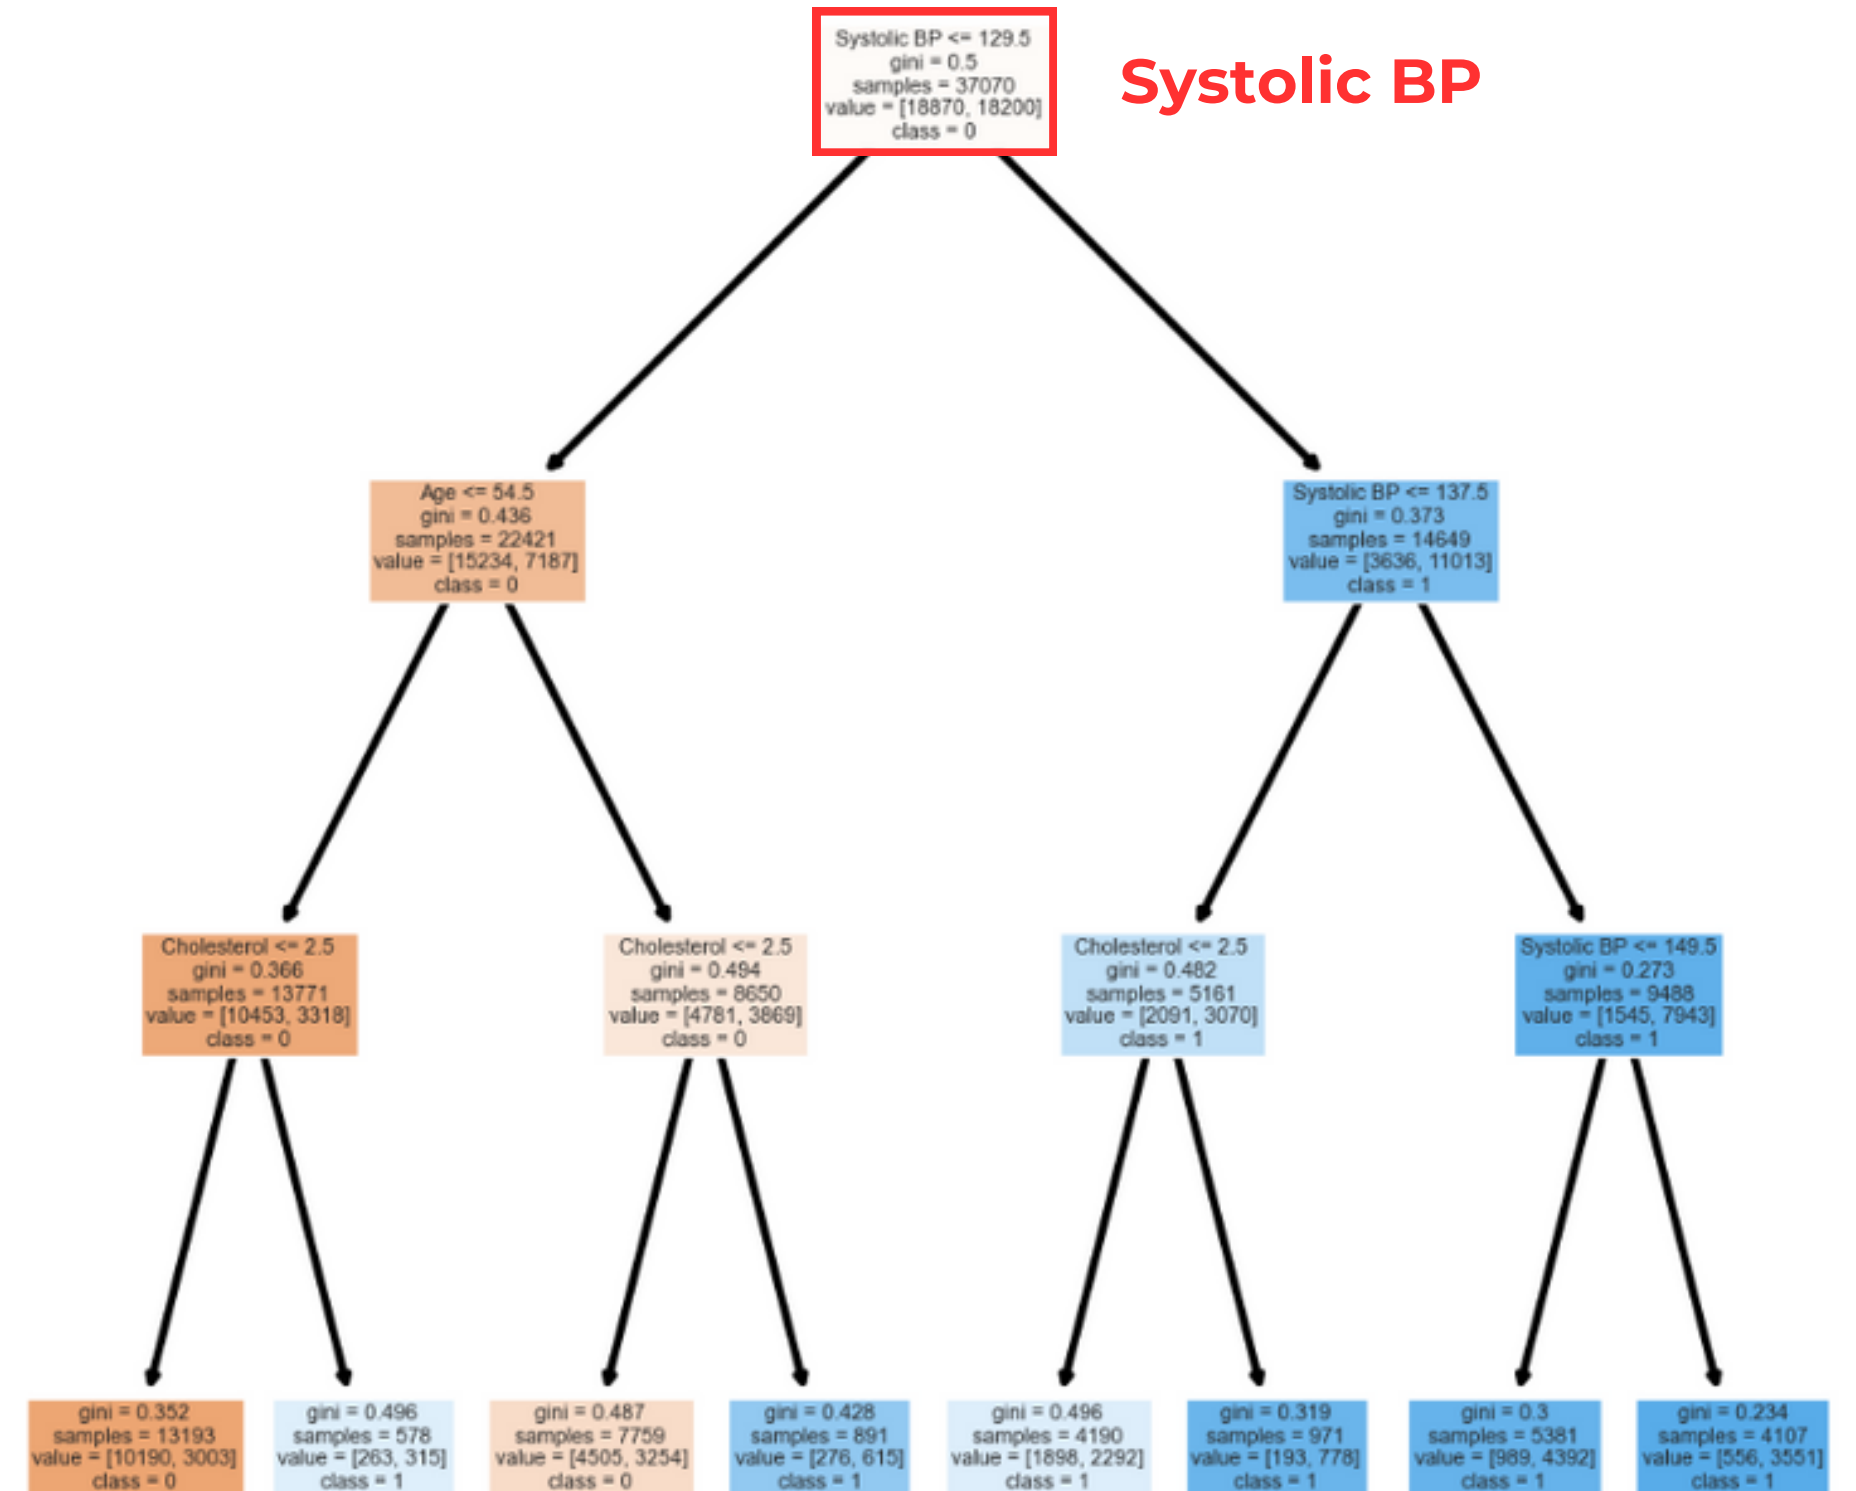 Systolic BP <= 129.5
gini = 0.5
samples = 37070
value = [18870, 18200]
class = 0
Systolic BP
Age <= 54.5
gini = 0.436
samples = 22421
value = [15234, 7187]
class = 0
Systolic BP <= 137.5
gini = 0.373
samples = 14649
value = [3636, 11013]
class = 1
Cholesterol <= 2.5
gini = 0.366
samples = 13771
value = [10453, 3318]
class = 0
Cholesterol <= 2.5
gini = 0.494
samples = 8650
value = [4781, 3869]
class = 0
Cholesterol <= 2.5
gini = 0.482
samples = 5161
value = [2091, 3070]
class = 1
Systolic BP <= 149.5
gini = 0.273
samples = 9488
value = [1545, 7943]
class = 1
gini = 0.352
samples = 13193
value = [10190, 3003]
class = 0
gini = 0.496
samples = 578
value = [263, 315]
class = 1
gini = 0.487
samples = 7759
value = [4505, 3254]
class = 0
gini = 0.428
samples = 891
value = [276, 615]
class = 1
gini = 0.496
samples = 4190
value = [1898, 2292]
class = 1
gini = 0.319
samples = 971
value = [193, 778]
class = 1
gini = 0.3
samples = 5381
value = [989, 4392]
class = 1
gini = 0.234
samples = 4107
value = [556, 3551]
class = 1